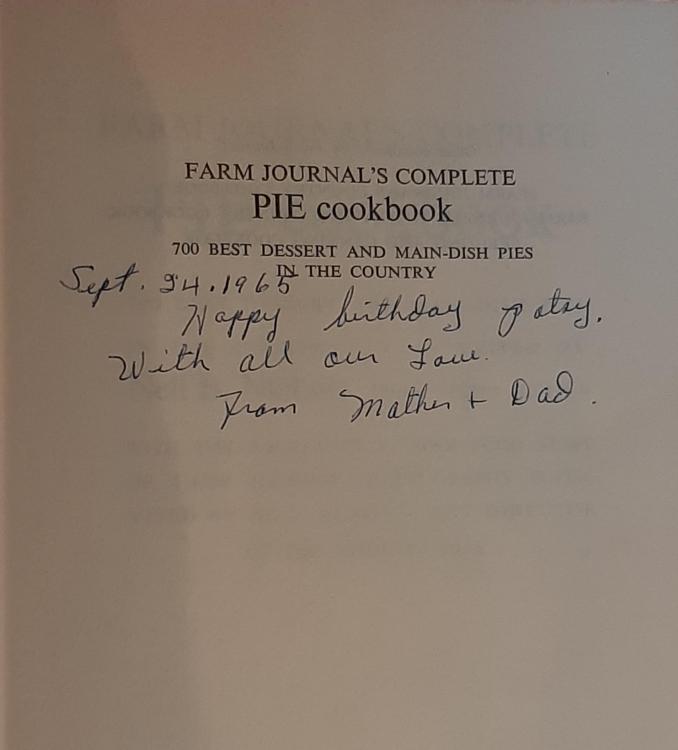 FARM JOURNAL'S COMPLETE
PIE cookbook
700 BEST DESSERT AND MAIN-DISH PIES
IN THE COUNTRY
Sept. 24.1965
Happy birthday patsy.
With all our Love.
From Mother + Dad.